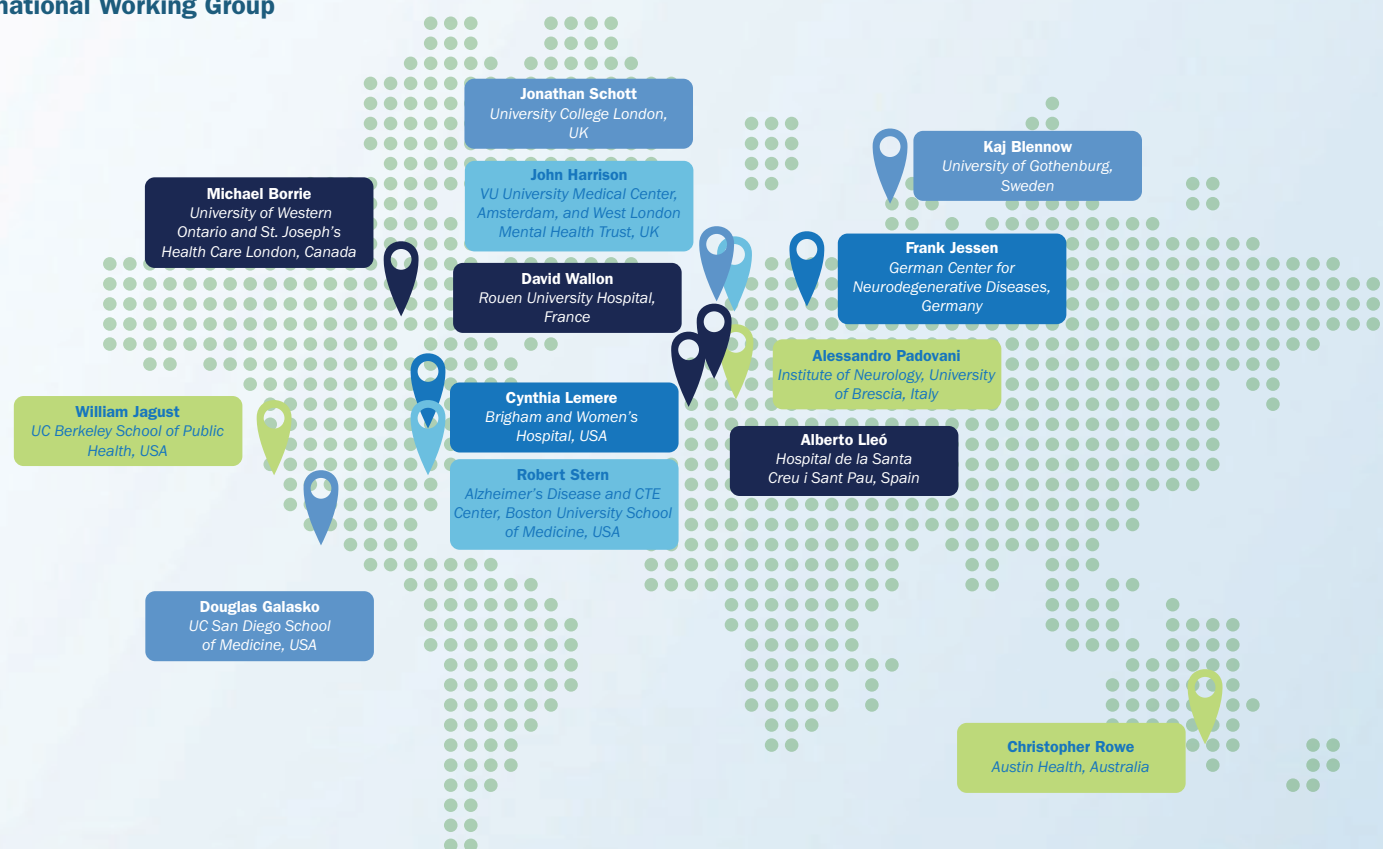 national Working Group
Jonathan Schott
University College London,
UK
John Harrison
VU University Medical Center,
Amsterdam, and West London
Mental Health Trust, UK
Kaj Blennow
University of Gothenburg,
Sweden
Michael Borrie
University of Western
Ontario and St. Joseph's
Health Care London, Canada
David Wallon
Rouen University Hospital,
France
Frank Jessen
German Center for
Neurodegenerative Diseases,
Germany
Alessandro Padovani
Institute of Neurology, University
of Brescia, Italy
William Jagust
UC Berkeley School of Public
Health, USA
Cynthia Lemere
Brigham and Women's
Hospital, USA
Alberto Lleó
Hospital de la Santa
Creu i Sant Pau, Spain
Robert Stern
Alzheimer's Disease and CTE
Center, Boston University School
of Medicine, USA
Douglas Galasko
UC San Diego School
of Medicine, USA
Christopher Rowe
Austin Health, Australia